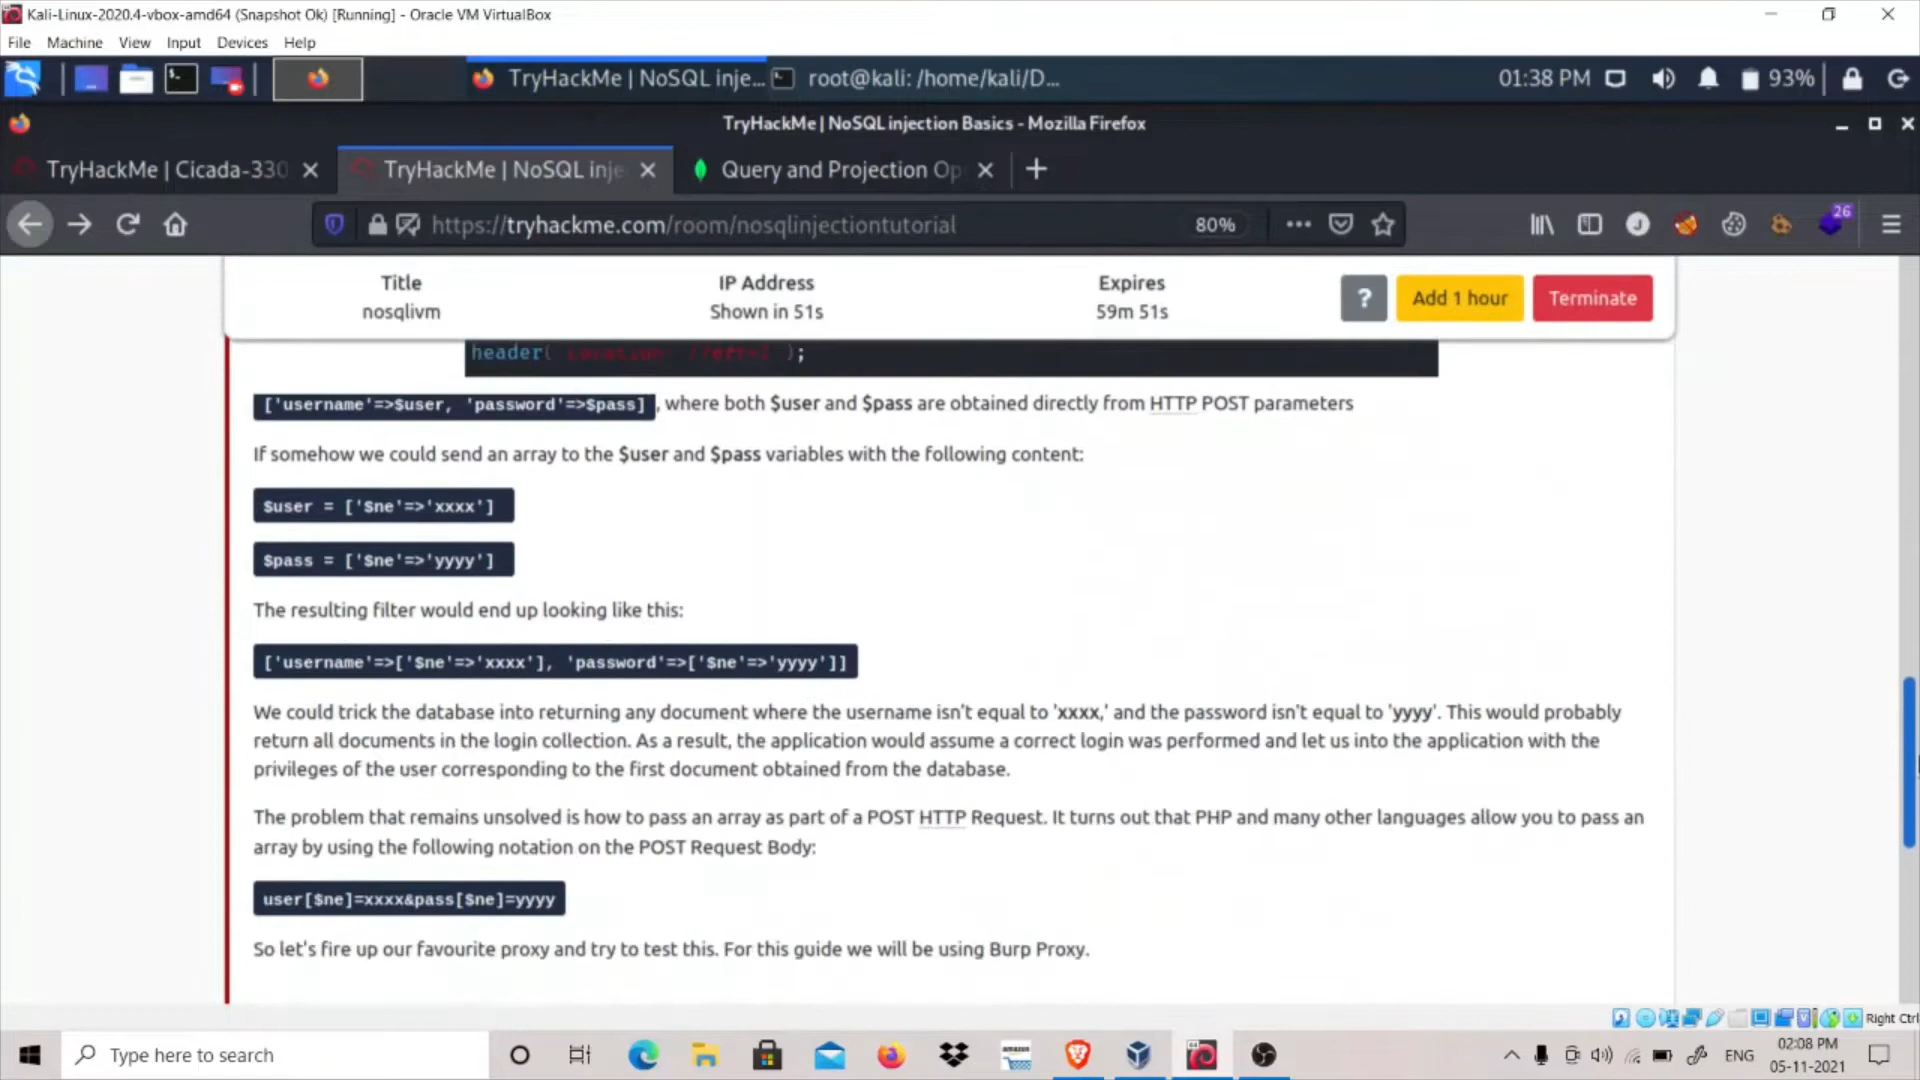 Kali-Linux-2020.4-vbox-amd64 (Snapshot Ok) [Running] - Oracle VM VirtualBox
File Machine View Input Devices Help
TryHackMe | NoSQL inje... root@kali: /home/kali/D... 01:38 PM 93%
TryHackMe | NoSQL injection Basics - Mozilla Firefox
TryHackMe | Cicada-330 TryHackMe | NoSQL inje Query and Projection Op
https://tryhackme.com/room/nosqlinjectiontutorial 80% 26
Title IP Address Expires
nosqlivm Shown in 51s 59m 51s ? Add 1 hour Terminate
header( );
['username'=>$user, 'password'=>$pass] , where both $user and $pass are obtained directly from HTTP POST parameters
If somehow we could send an array to the $user and $pass variables with the following content:
$user = ['$ne'=>'xxxx']
$pass = ['$ne'=>'yyyy']
The resulting filter would end up looking like this:
['username'=>['$ne'=>'xxxx'], 'password'=>['$ne'=>'yyyy']]
We could trick the database into returning any document where the username isn't equal to 'xxxx,' and the password isn't equal to 'yyyy'. This would probably
return all documents in the login collection. As a result, the application would assume a correct login was performed and let us into the application with the
privileges of the user corresponding to the first document obtained from the database.
The problem that remains unsolved is how to pass an array as part of a POST HTTP Request. It turns out that PHP and many other languages allow you to pass an
array by using the following notation on the POST Request Body:
user[$ne]=xxxx&pass[$ne]=yyyy
So let's fire up our favourite proxy and try to test this. For this guide we will be using Burp Proxy.
Right Ctrl
Type here to search amazon ENG 02:08 PM
05-11-2021